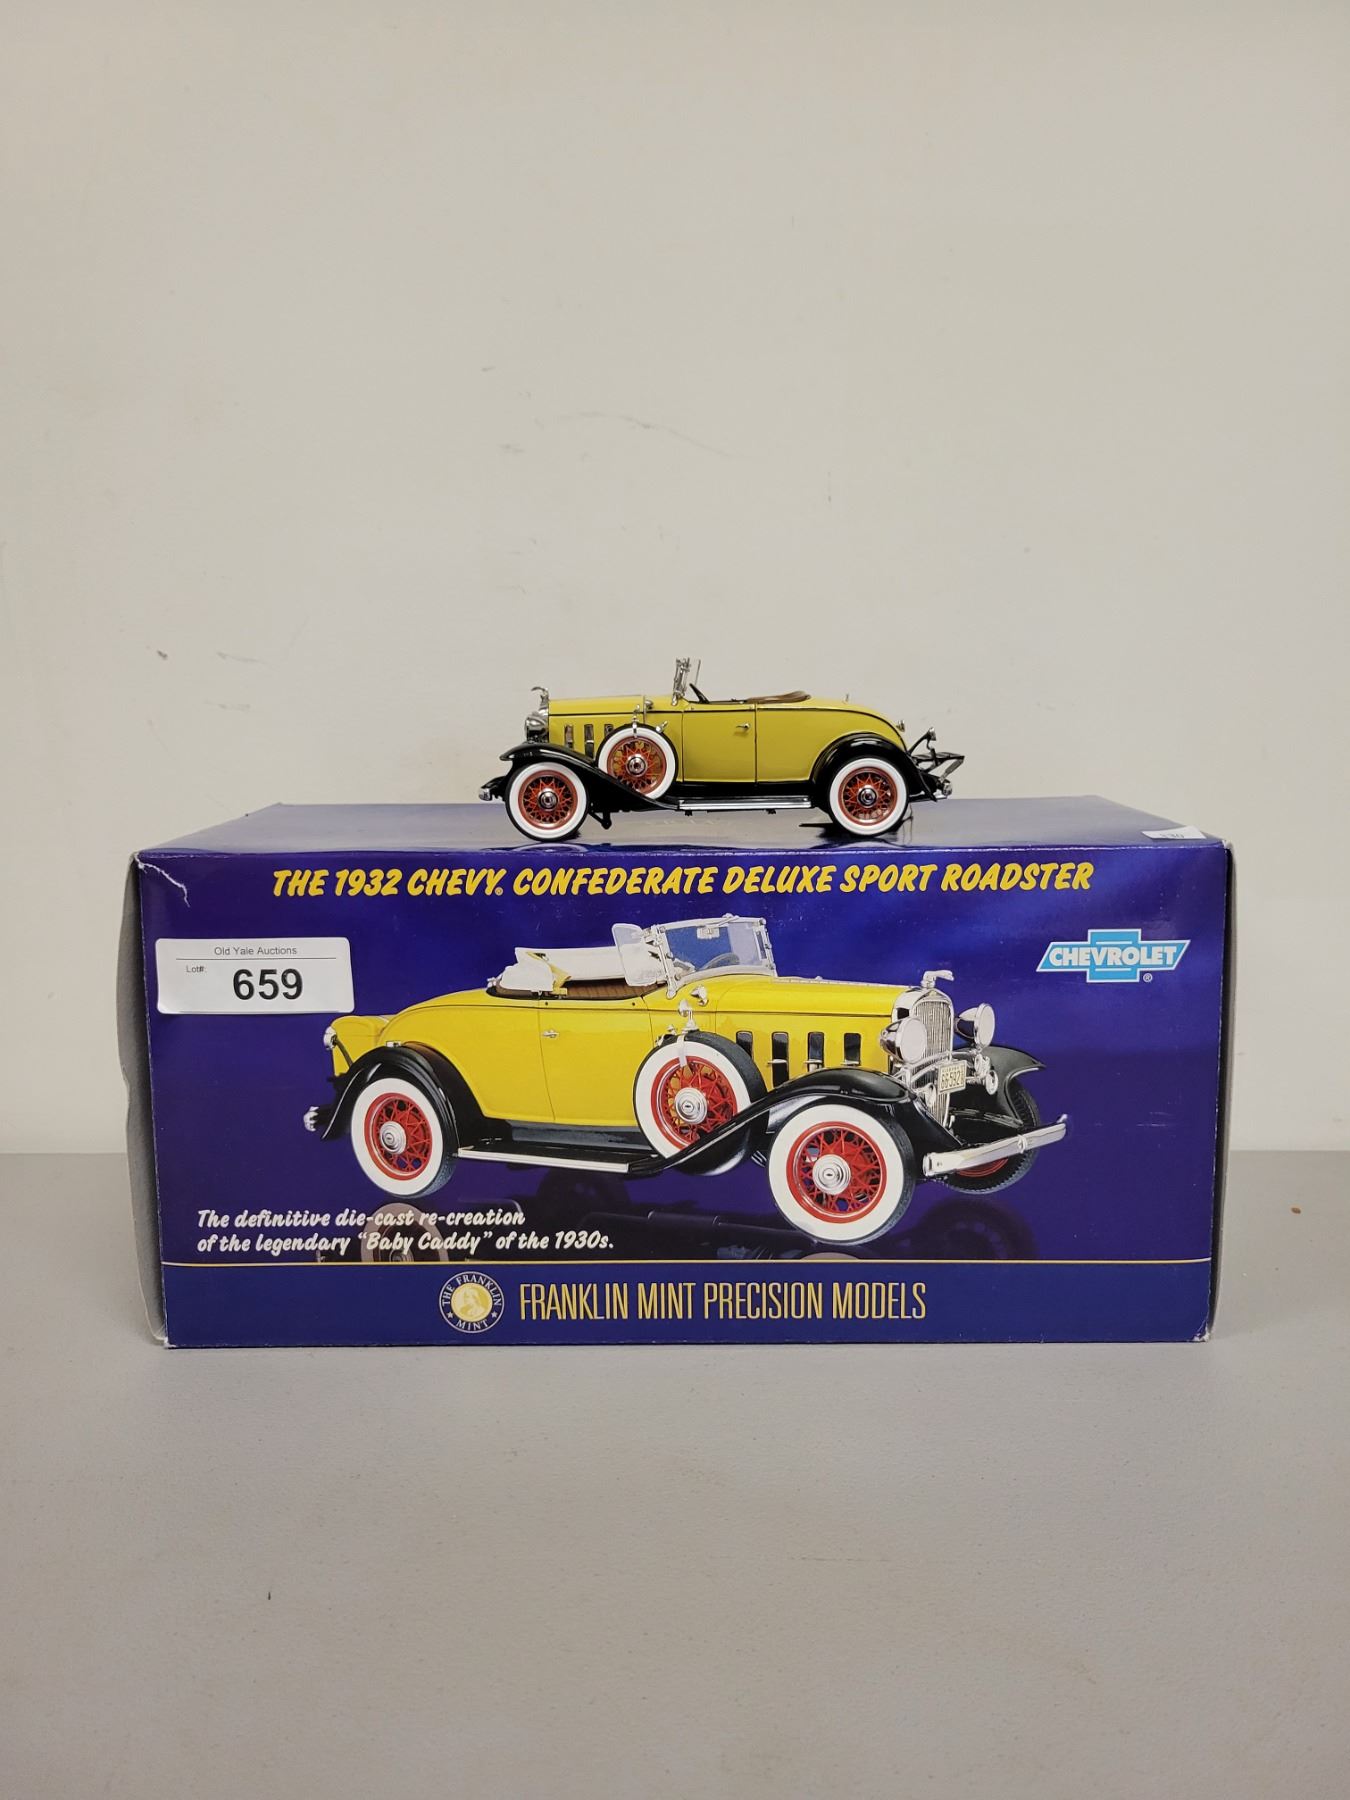 THE 1932 CHEVY. CONFEDERATE DELUXE SPORT ROADSTER
Old Yale Auctions
Lot#:
659
CHEVROLET
®
The definitive die-cast re-creation
of the legendary "Baby Caddy" of the 1930s.
THE FRANKLIN MINT
FRANKLIN MINT PRECISION MODELS